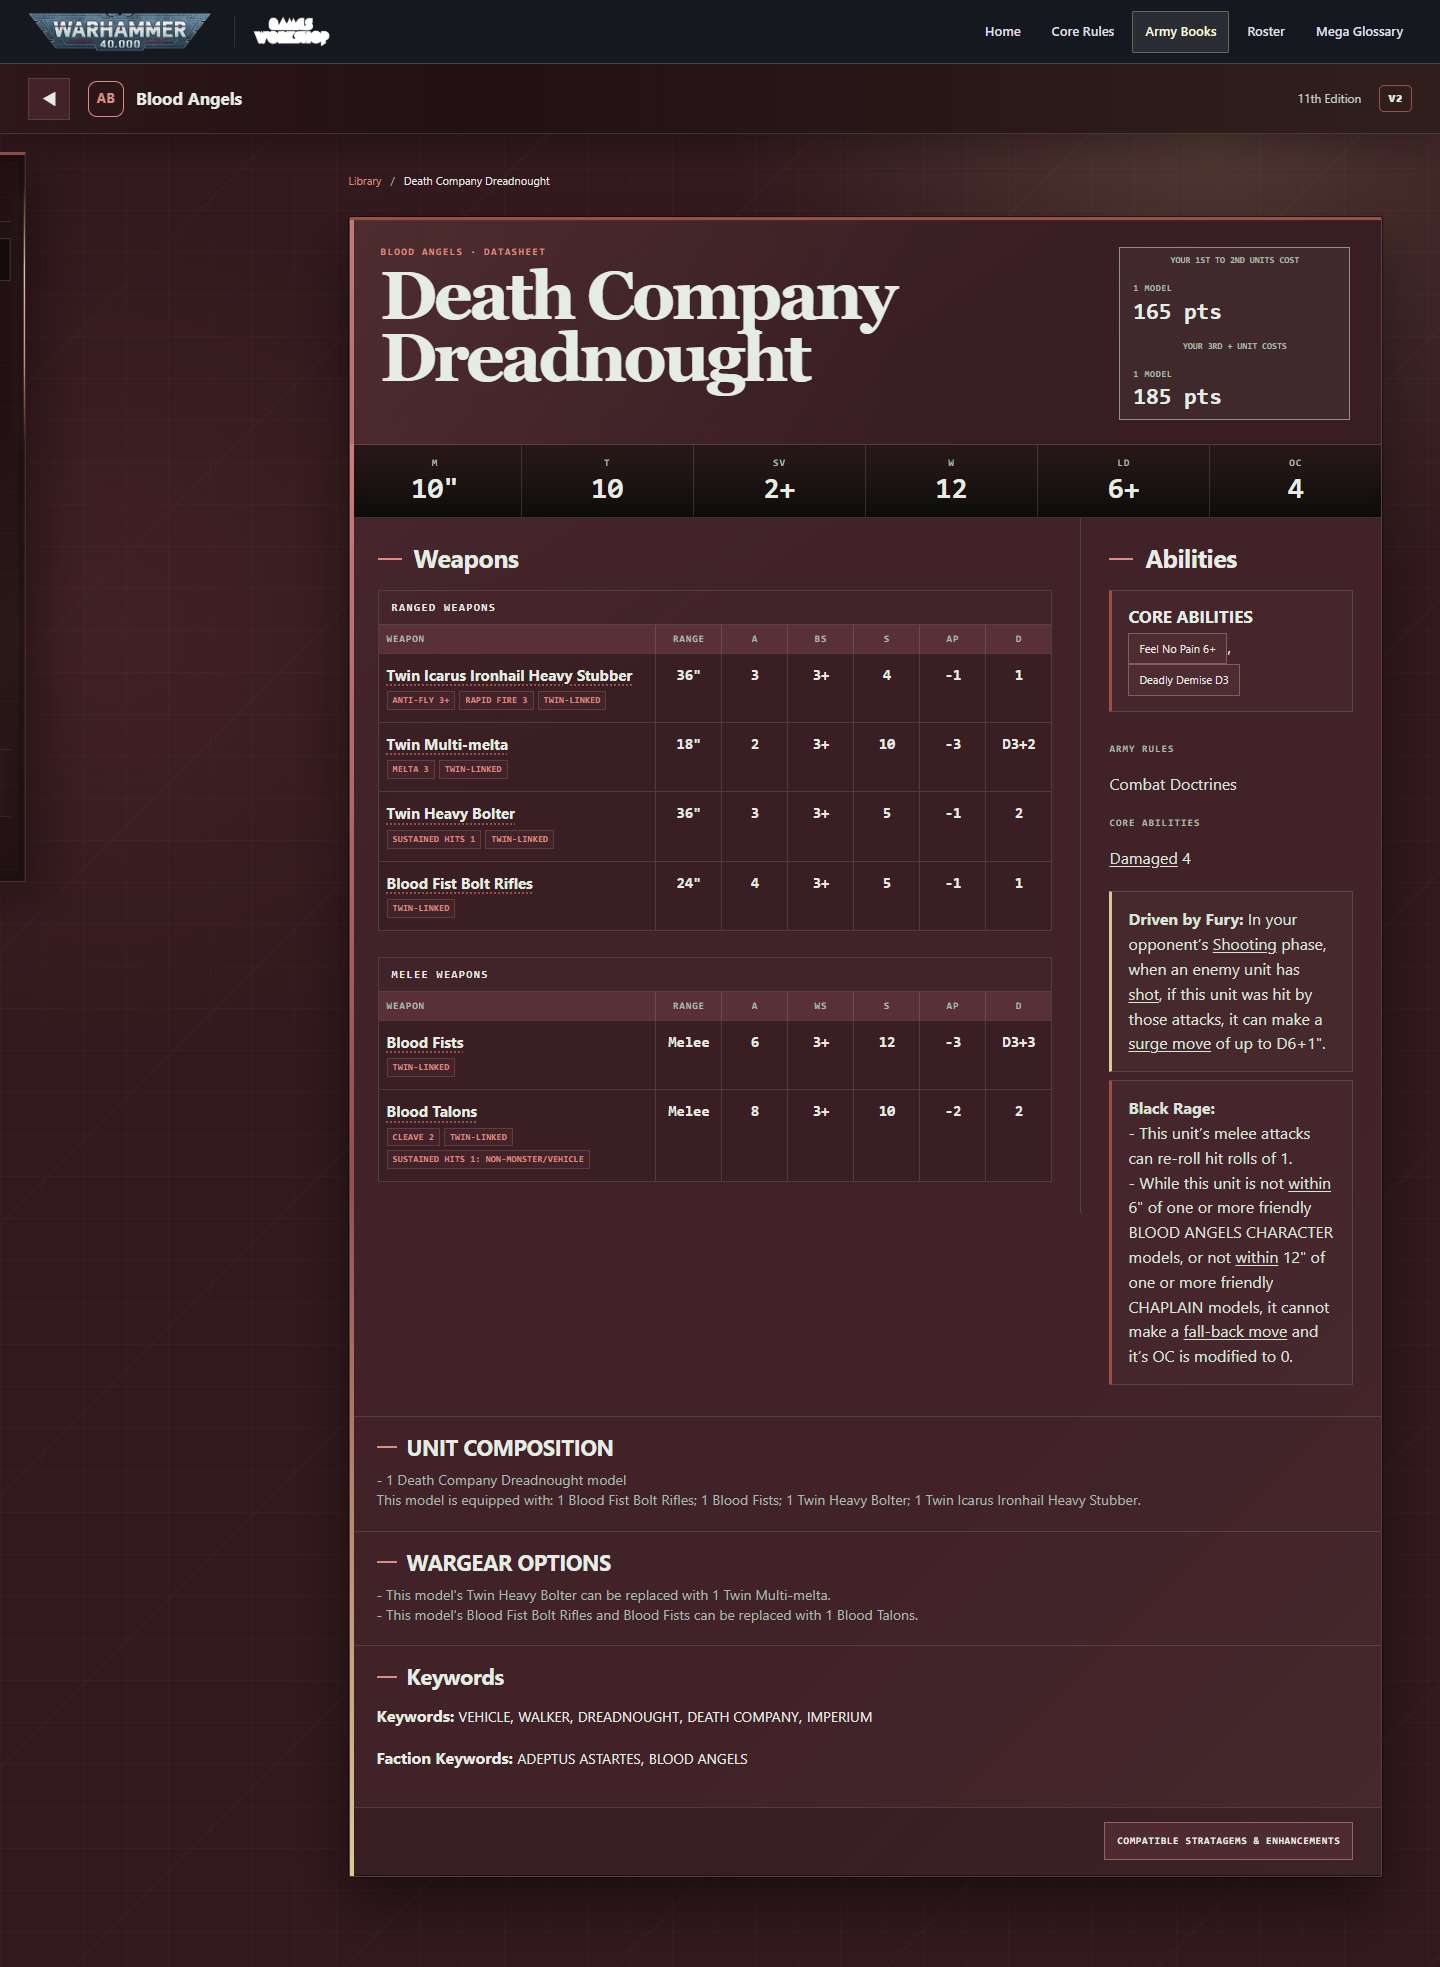 WARHAMMER
40,000
GAMES
WORKSHOP
Home
Core Rules
Army Books
Roster
Mega Glossary
◀
AB
Blood Angels
11th Edition
V2
Library / Death Company Dreadnought
BLOOD ANGELS · DATASHEET
Death Company
Dreadnought
YOUR 1ST TO 2ND UNITS COST
1 MODEL
165 pts
YOUR 3RD + UNIT COSTS
1 MODEL
185 pts
M T SV W LD OC
10" 10 2+ 12 6+ 4
Weapons
RANGED WEAPONS
WEAPON RANGE A BS S AP D
Twin Icarus Ironhail Heavy Stubber 36" 3 3+ 4 -1 1
ANTI-FLY 3+ RAPID FIRE 3 TWIN-LINKED
Twin Multi-melta 18" 2 3+ 10 -3 D3+2
MELTA 3 TWIN-LINKED
Twin Heavy Bolter 36" 3 3+ 5 -1 2
SUSTAINED HITS 1 TWIN-LINKED
Blood Fist Bolt Rifles 24" 4 3+ 5 -1 1
TWIN-LINKED
MELEE WEAPONS
WEAPON RANGE A WS S AP D
Blood Fists Melee 6 3+ 12 -3 D3+3
TWIN-LINKED
Blood Talons Melee 8 3+ 10 -2 2
CLEAVE 2 TWIN-LINKED
SUSTAINED HITS 1: NON-MONSTER/VEHICLE
Abilities
CORE ABILITIES
Feel No Pain 6+ ,
Deadly Demise D3
ARMY RULES
Combat Doctrines
CORE ABILITIES
Damaged 4
Driven by Fury: In your
opponent's Shooting phase,
when an enemy unit has
shot, if this unit was hit by
those attacks, it can make a
surge move of up to D6+1".
Black Rage:
- This unit's melee attacks
can re-roll hit rolls of 1.
- While this unit is not within
6" of one or more friendly
BLOOD ANGELS CHARACTER
models, or not within 12" of
one or more friendly
CHAPLAIN models, it cannot
make a fall-back move and
it's OC is modified to 0.
UNIT COMPOSITION
- 1 Death Company Dreadnought model
This model is equipped with: 1 Blood Fist Bolt Rifles; 1 Blood Fists; 1 Twin Heavy Bolter; 1 Twin Icarus Ironhail Heavy Stubber.
WARGEAR OPTIONS
- This model's Twin Heavy Bolter can be replaced with 1 Twin Multi-melta.
- This model's Blood Fist Bolt Rifles and Blood Fists can be replaced with 1 Blood Talons.
Keywords
Keywords: VEHICLE, WALKER, DREADNOUGHT, DEATH COMPANY, IMPERIUM
Faction Keywords: ADEPTUS ASTARTES, BLOOD ANGELS
COMPATIBLE STRATAGEMS & ENHANCEMENTS